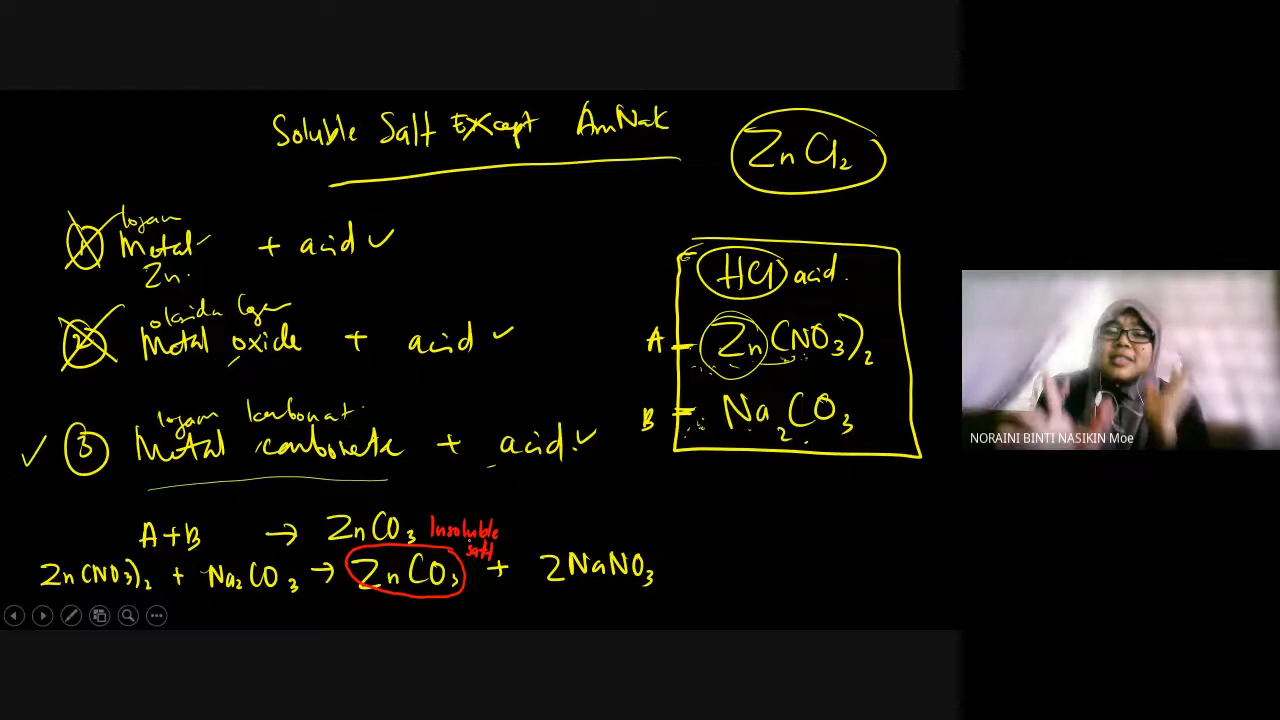 Soluble Salt Except AmNaK
ZnCl2
1 logam
Metal + acid ✓
Zn.
2 oksida
Metal oxide + acid ✓
logam karbonat
✓ 3 Metal carbonate + acid ✓
HCl acid.
A - Zn(NO3)2
B - Na2CO3
A+B → ZnCO3 Insoluble
salt
Zn(NO3)2 + Na2CO3 → ZnCO3 + 2NaNO3
NORAINI BINTI NASIKIN Moe